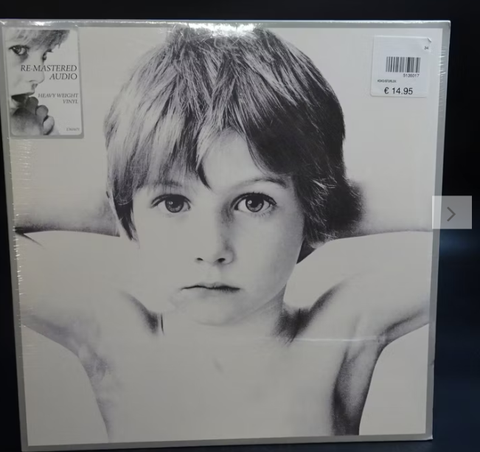 RE MASTERED
AUDIO
HEAVY WEIGHT
VINYL
€ 14.95